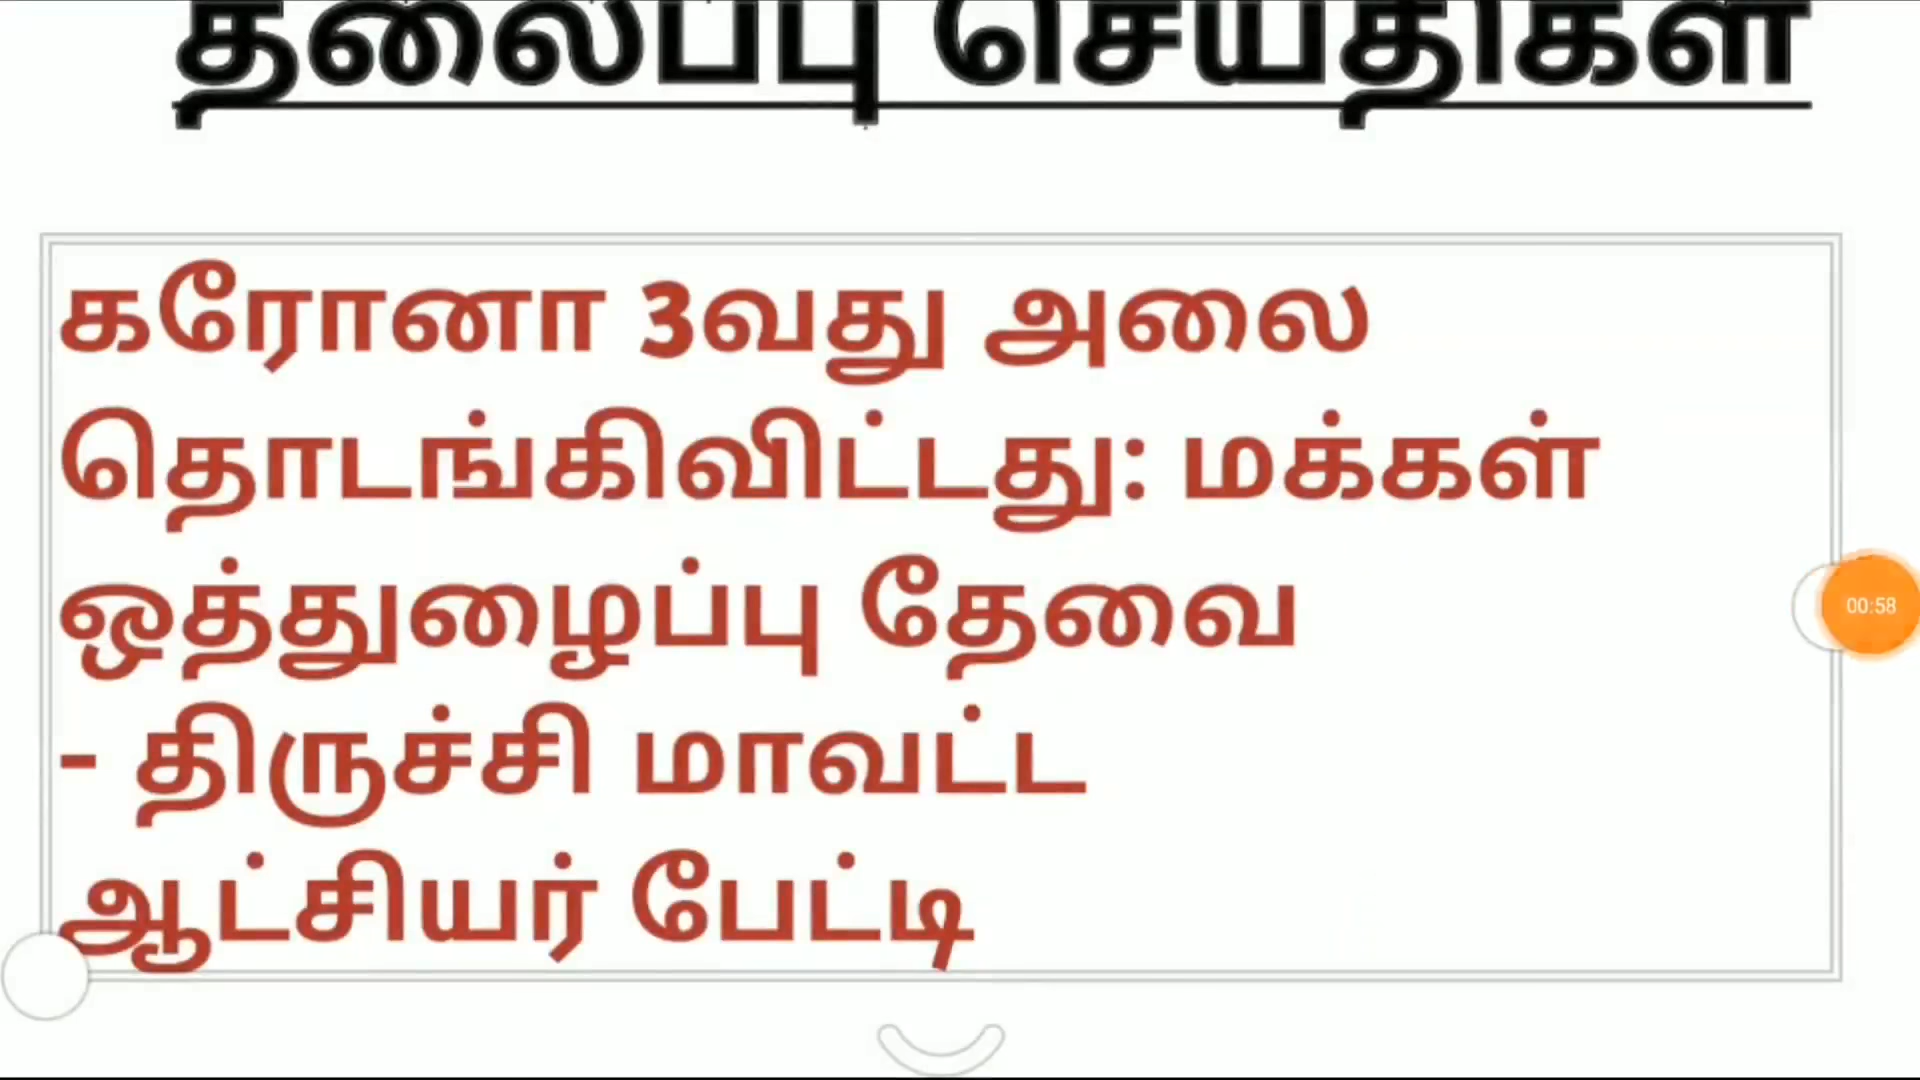 தலைப்பு செய்திகள்
கரோனா 3வது அலை
தொடங்கிவிட்டது: மக்கள்
ஒத்துழைப்பு தேவை
- திருச்சி மாவட்ட
ஆட்சியர் பேட்டி
00:58